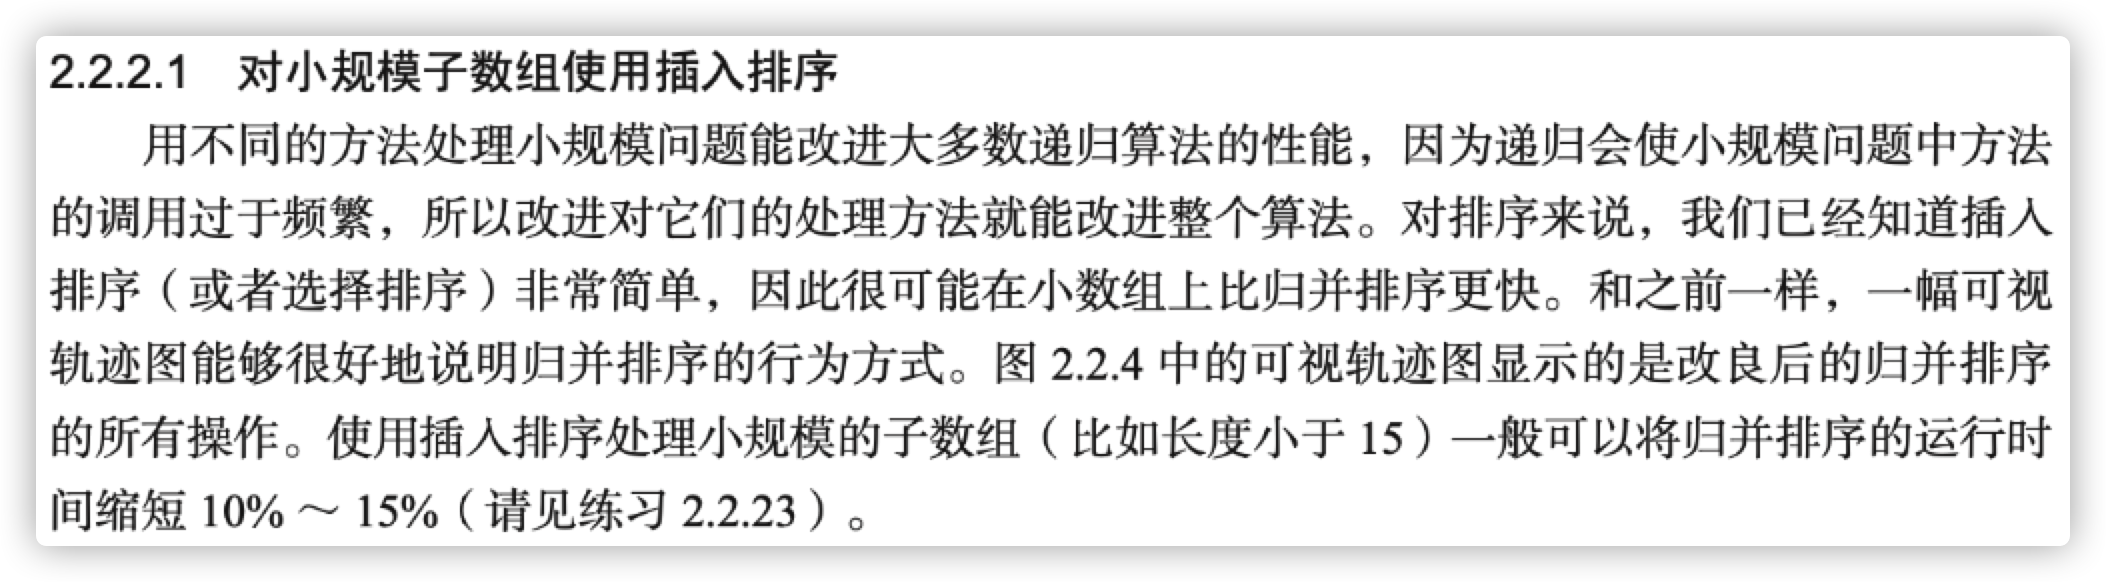 2.2.2.1 对小规模子数组使用插入排序
用不同的方法处理小规模问题能改进大多数递归算法的性能，因为递归会使小规模问题中方法
的调用过于频繁，所以改进对它们的处理方法就能改进整个算法。对排序来说，我们已经知道插入
排序（或者选择排序）非常简单，因此很可能在小数组上比归并排序更快。和之前一样，一幅可视
轨迹图能够很好地说明归并排序的行为方式。图 2.2.4 中的可视轨迹图显示的是改良后的归并排序
的所有操作。使用插入排序处理小规模的子数组（比如长度小于 15）一般可以将归并排序的运行时
间缩短 10% ～ 15%（请见练习 2.2.23）。